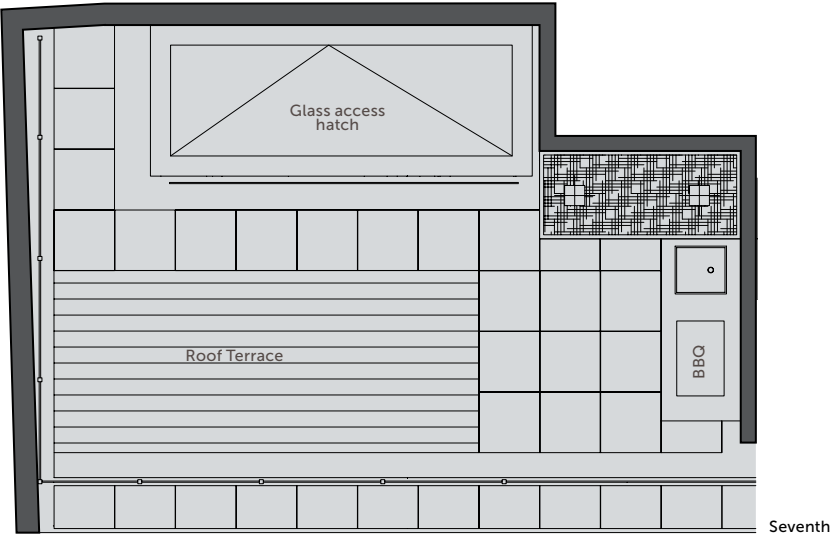 Glass access
hatch
Roof Terrace
BBQ
Seventh